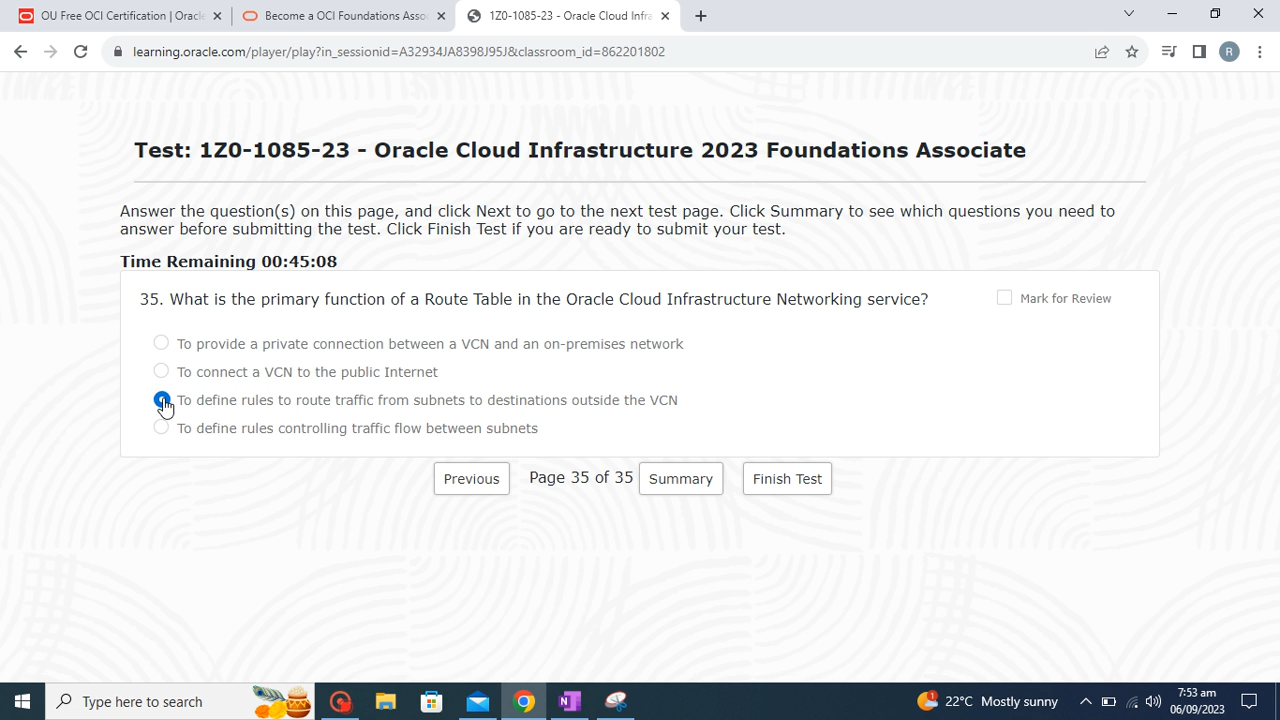 OU Free OCI Certification | Oracle
Become a OCI Foundations Asso
1Z0-1085-23 - Oracle Cloud Infra
learning.oracle.com/player/play?in_sessionid=A32934JA8398J95J&classroom_id=862201802
R
Test: 1Z0-1085-23 - Oracle Cloud Infrastructure 2023 Foundations Associate
Answer the question(s) on this page, and click Next to go to the next test page. Click Summary to see which questions you need to
answer before submitting the test. Click Finish Test if you are ready to submit your test.
Time Remaining 00:45:08
35. What is the primary function of a Route Table in the Oracle Cloud Infrastructure Networking service?
Mark for Review
To provide a private connection between a VCN and an on-premises network
To connect a VCN to the public Internet
To define rules to route traffic from subnets to destinations outside the VCN
To define rules controlling traffic flow between subnets
Previous Page 35 of 35 Summary Finish Test
Type here to search
1
22°C Mostly sunny
7:53 am
06/09/2023